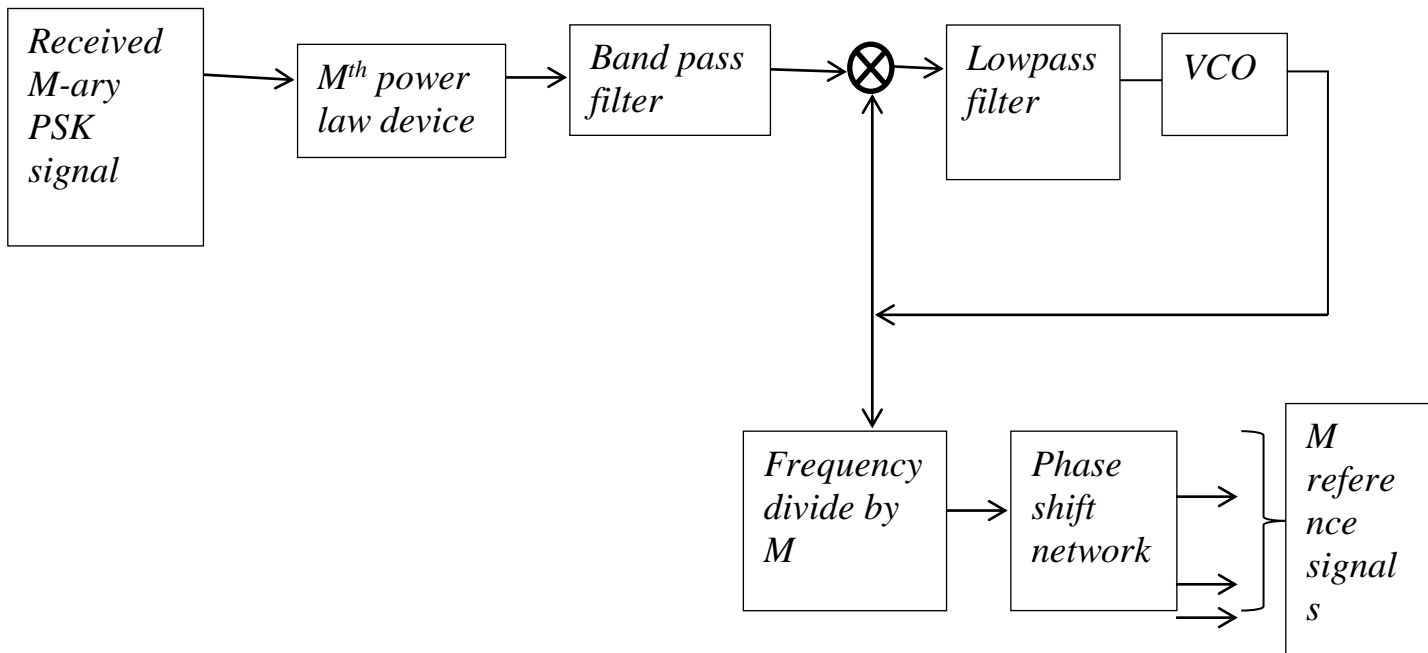 Received
M-ary
PSK
signal
Mth power
law device
Band pass
filter
Lowpass
filter
VCO
Frequency
divide by
M
Phase
shift
network
M
refere
nce
signal
s